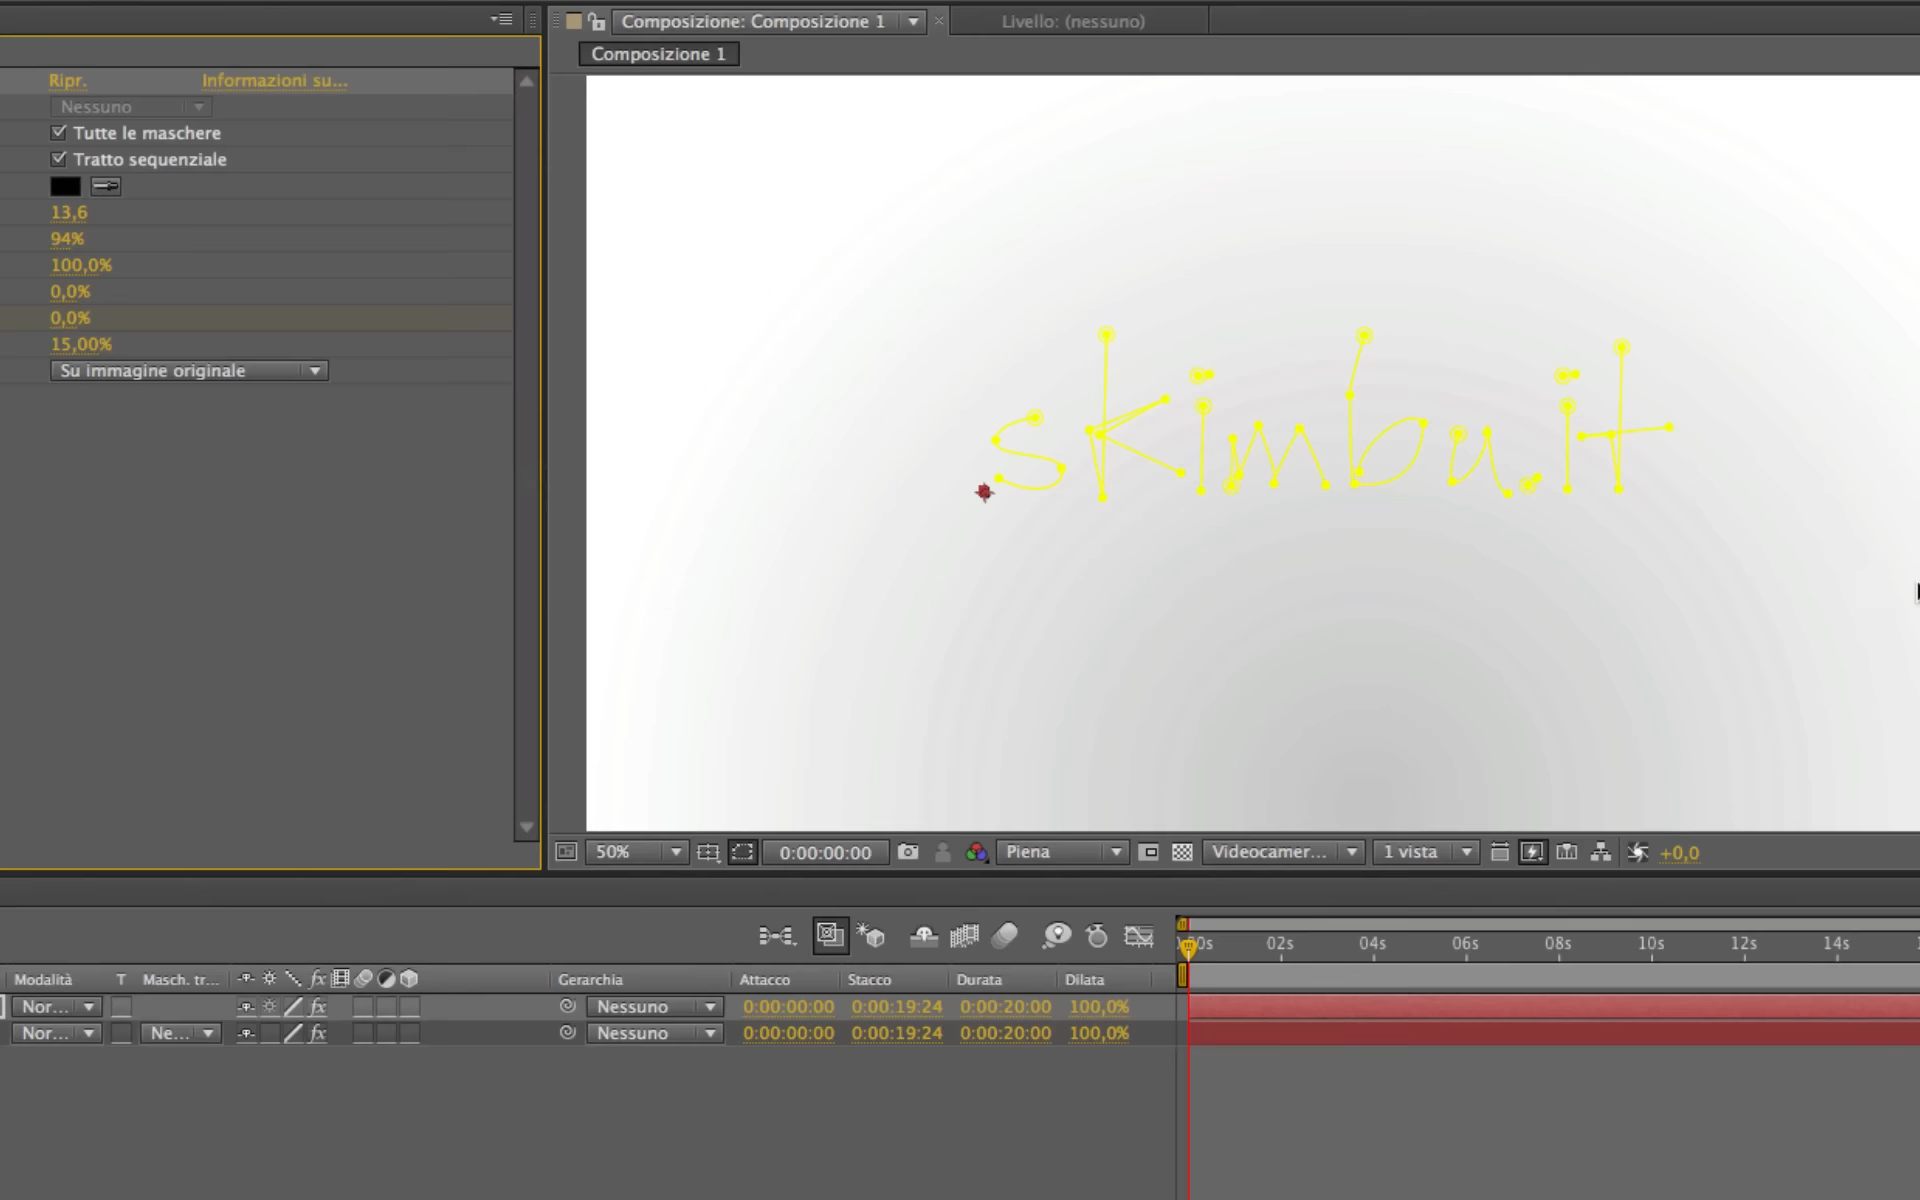 Composizione: Composizione 1
Livello: (nessuno)
Composizione 1
Ripr. Informazioni su...
Nessuno
Tutte le maschere
Tratto sequenziale
13,6
94%
100,0%
0,0%
0,0%
15,00%
Su immagine originale
skimbu.it
50% 0:00:00:00 Piena Videocamer... 1 vista +0,0
00s 02s 04s 06s 08s 10s 12s 14s
Modalità T Masch. tr... fx Gerarchia Attacco Stacco Durata Dilata
Nor... fx Nessuno 0:00:00:00 0:00:19:24 0:00:20:00 100,0%
Nor... Ne... fx Nessuno 0:00:00:00 0:00:19:24 0:00:20:00 100,0%